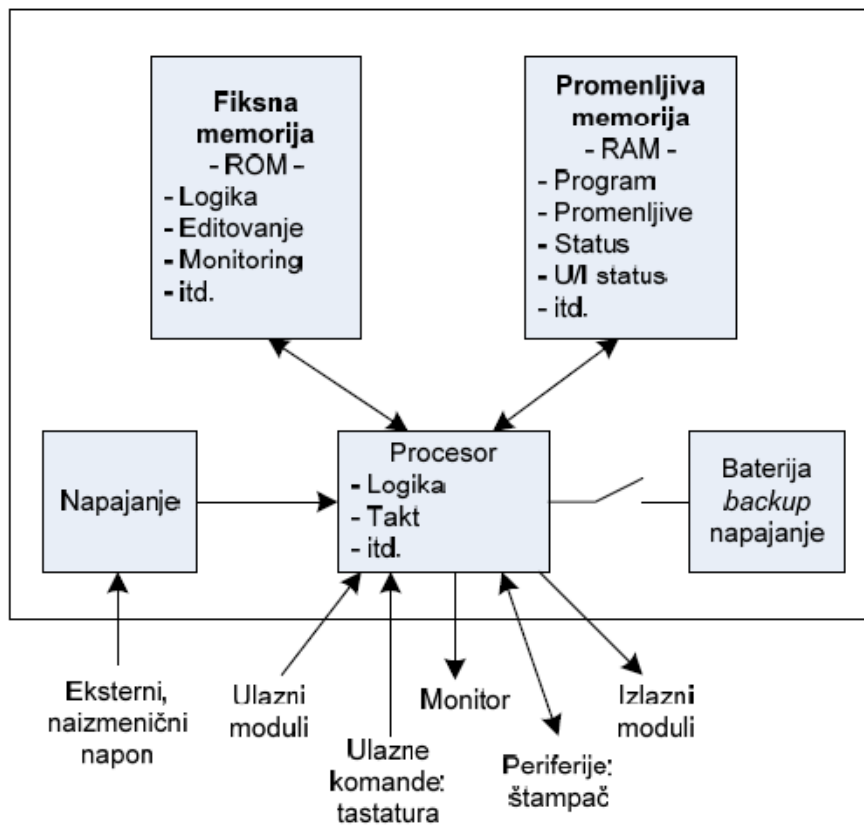 Fiksna
memorija
- ROM -
- Logika
- Editovanje
- Monitoring
- itd.
Promenljiva
memorija
- RAM -
- Program
- Promenljive
- Status
- U/I status
- itd.
Napajanje
Procesor
- Logika
- Takt
- itd.
Baterija
backup
napajanje
Eksterni,
naizmenični
napon
Ulazni
moduli
Ulazne
komande:
tastatura
Monitor
Periferije:
štampač
Izlazni
moduli